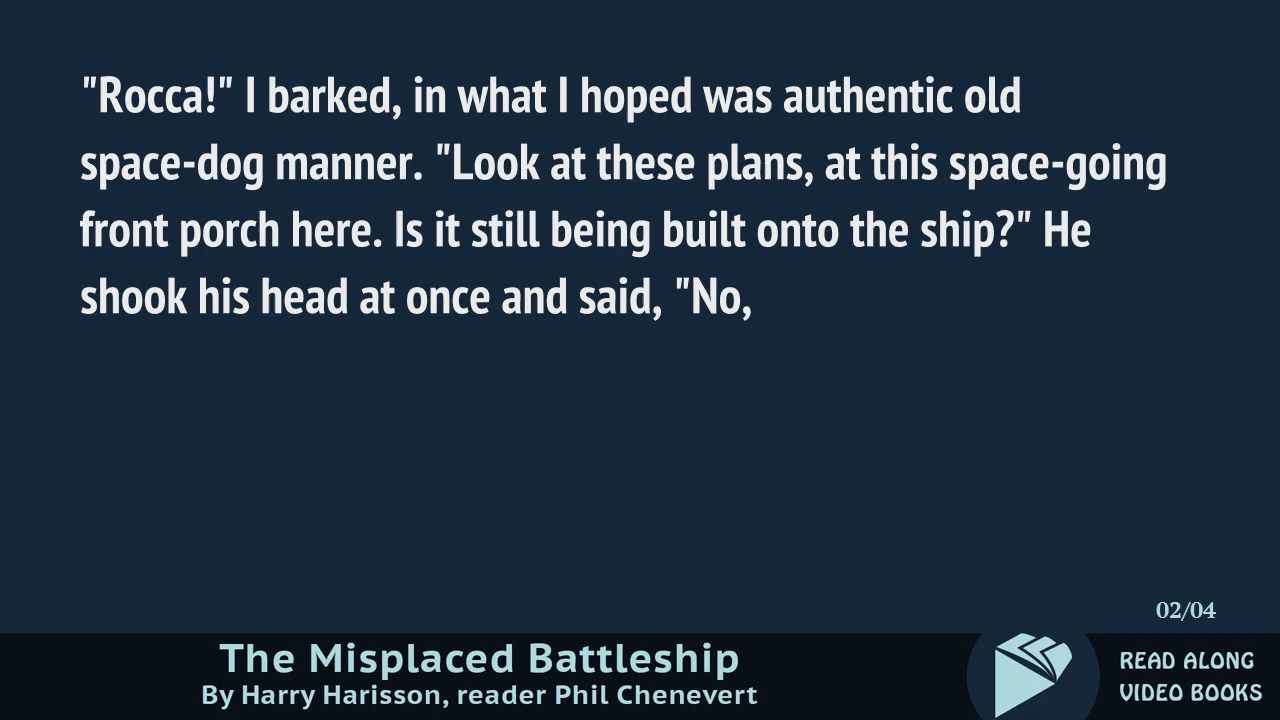 "Rocca!" I barked, in what I hoped was authentic old
space-dog manner. "Look at these plans, at this space-going
front porch here. Is it still being built onto the ship?" He
shook his head at once and said, "No,
02/04
The Misplaced Battleship
By Harry Harisson, reader Phil Chenevert
READ ALONG
VIDEO BOOKS